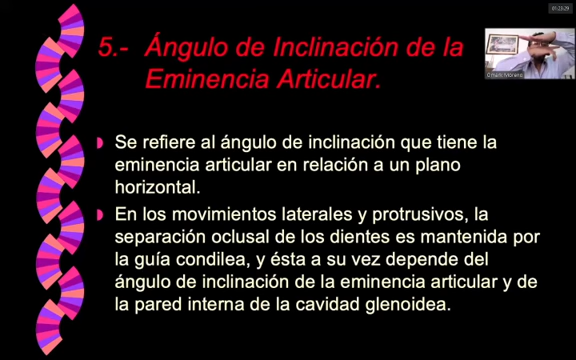 01:23:29
5.- Ángulo de Inclinación de la
Eminencia Articular.
Se refiere al ángulo de inclinación que tiene la
eminencia articular en relación a un plano
horizontal.
En los movimientos laterales y protrusivos, la
separación oclusal de los dientes es mantenida por
la guía condilea, y ésta a su vez depende del
ángulo de inclinación de la eminencia articular y de
la pared interna de la cavidad glenoidea.